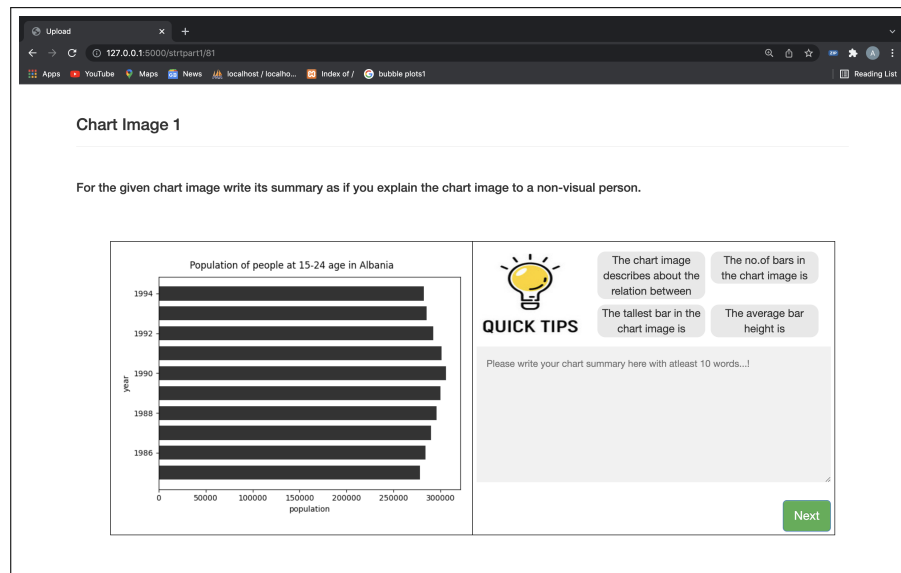 Upload
127.0.0.1:5000/strtpart1/81
Apps YouTube Maps News localhost / localho... Index of / bubble plots1 Reading List
Chart Image 1
For the given chart image write its summary as if you explain the chart image to a non-visual person.
Population of people at 15-24 age in Albania
1994
1992
1990
1988
1986
year
0 50000 100000 150000 200000 250000 300000
population
QUICK TIPS
The chart image
describes about the
relation between
The no.of bars in
the chart image is
The tallest bar in the
chart image is
The average bar
height is
Please write your chart summary here with atleast 10 words...!
Next